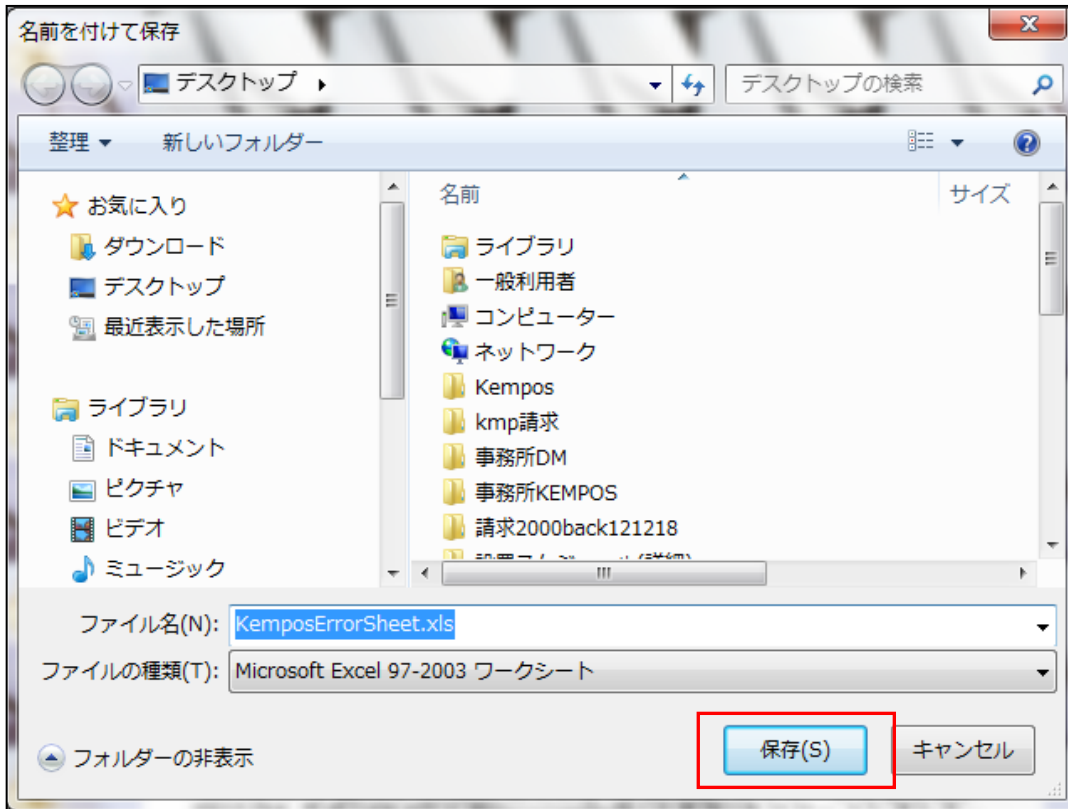 名前を付けて保存
デスクトップ
デスクトップの検索
整理
新しいフォルダー
お気に入り
ダウンロード
デスクトップ
最近表示した場所
ライブラリ
ドキュメント
ピクチャ
ビデオ
ミュージック
名前
サイズ
ライブラリ
一般利用者
コンピューター
ネットワーク
Kempos
kmp請求
事務所DM
事務所KEMPOS
請求2000back121218
ファイル名(N): KemposErrorSheet.xls
ファイルの種類(T): Microsoft Excel 97-2003 ワークシート
フォルダーの非表示
保存(S)
キャンセル